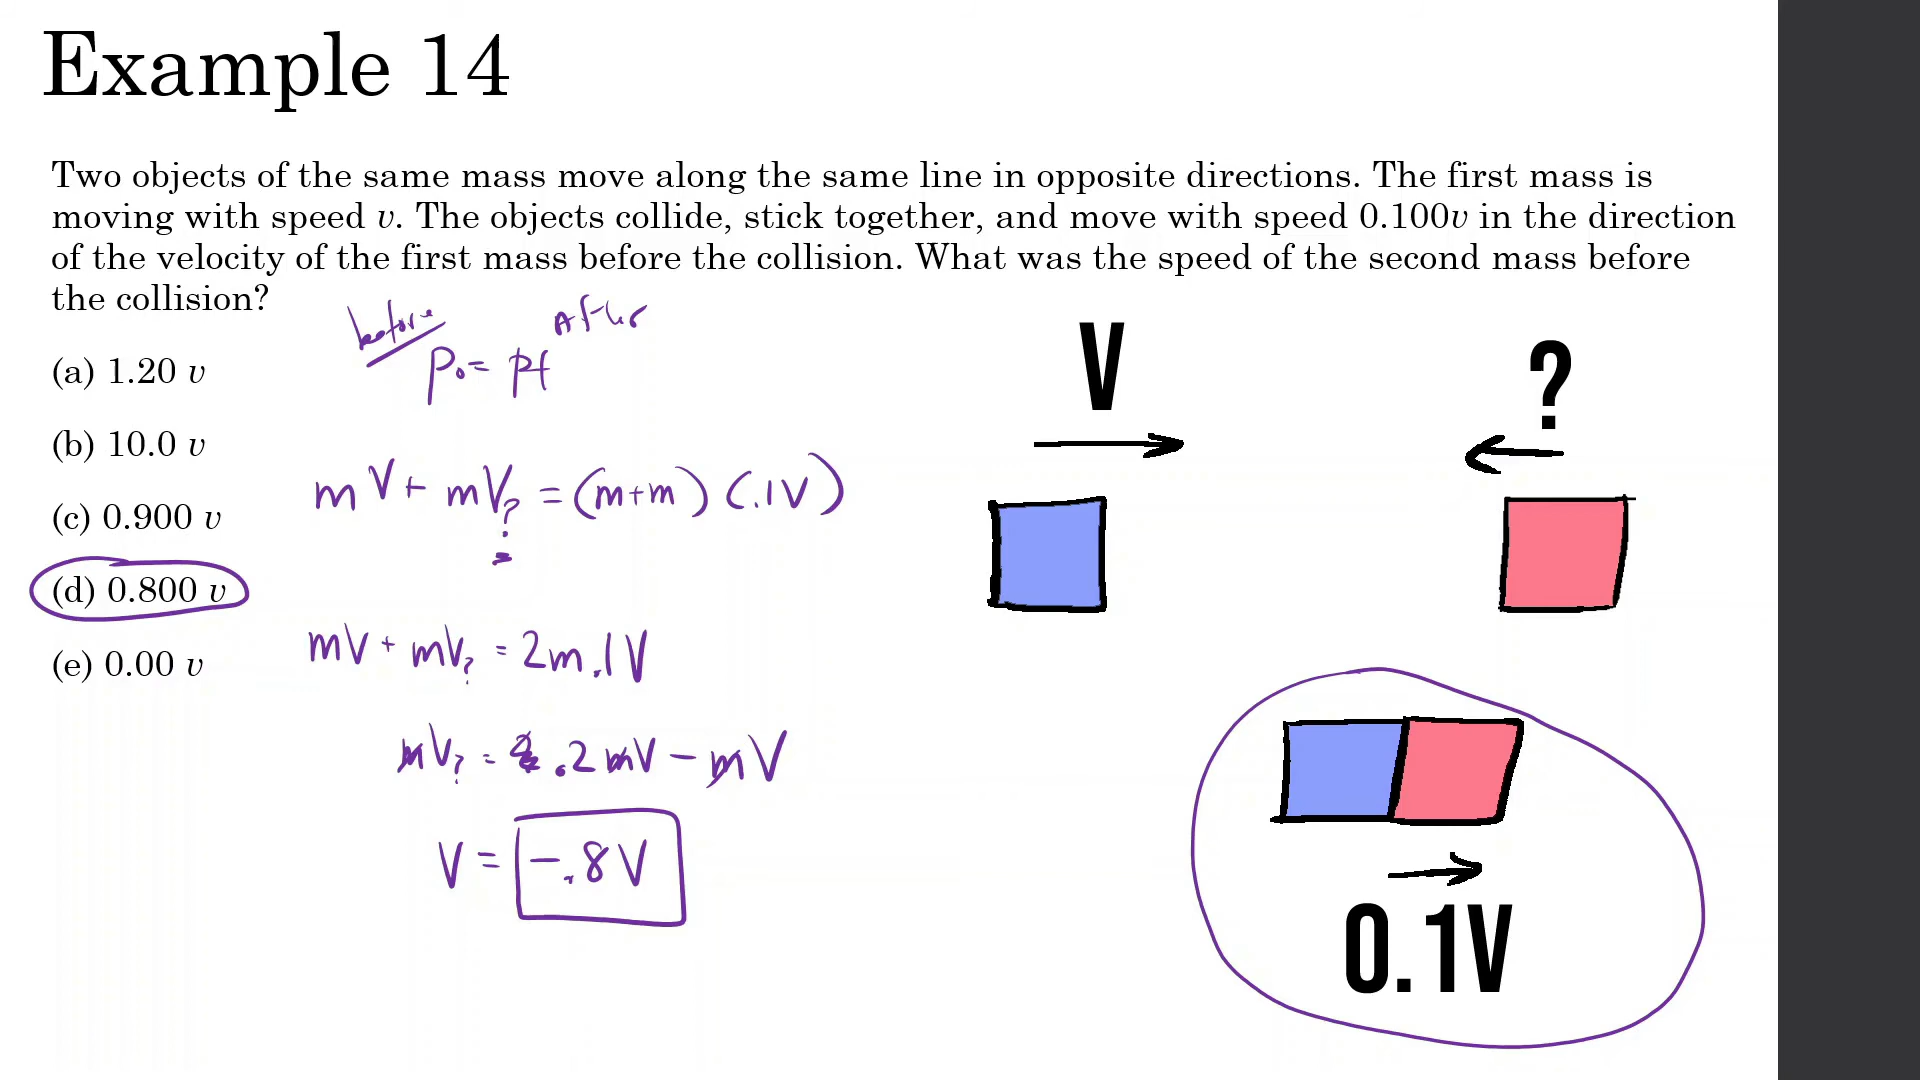 Example 14
Two objects of the same mass move along the same line in opposite directions. The first mass is
moving with speed v. The objects collide, stick together, and move with speed 0.100v in the direction
of the velocity of the first mass before the collision. What was the speed of the second mass before
the collision?
(a) 1.20 v
(b) 10.0 v
(c) 0.900 v
(d) 0.800 v
(e) 0.00 v
before After
p₀ = pf
mV + mV? = (m+m) (.1V)
mV + mV? = 2m.1V
mV? = .2mV - mV
V = -.8V
V
?
0.1V